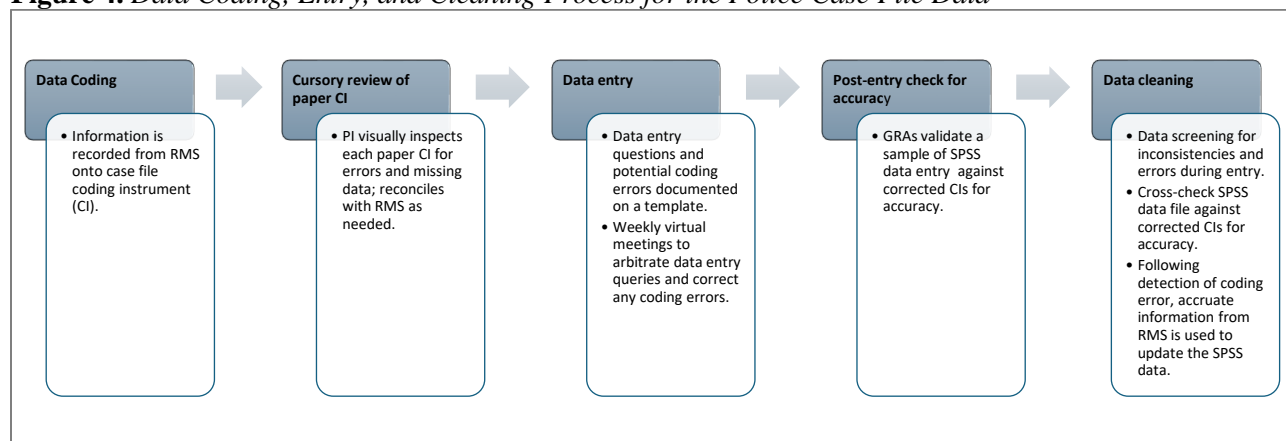 Figure 4. Data Coding, Entry, and Cleaning Process for the Police Case File Data
Data Coding
• Information is
recorded from RMS
onto case file
coding instrument
(CI).
Cursory review of
paper CI
• PI visually inspects
each paper CI for
errors and missing
data; reconciles
with RMS as
needed.
Data entry
• Data entry
questions and
potential coding
errors documented
on a template.
• Weekly virtual
meetings to
arbitrate data entry
queries and correct
any coding errors.
Post-entry check for
accuracy
• GRAs validate a
sample of SPSS
data entry against
corrected CIs for
accuracy.
Data cleaning
• Data screening for
inconsistencies and
errors during entry.
• Cross-check SPSS
data file against
corrected CIs for
accuracy.
• Following
detection of coding
error, accruate
information from
RMS is used to
update the SPSS
data.